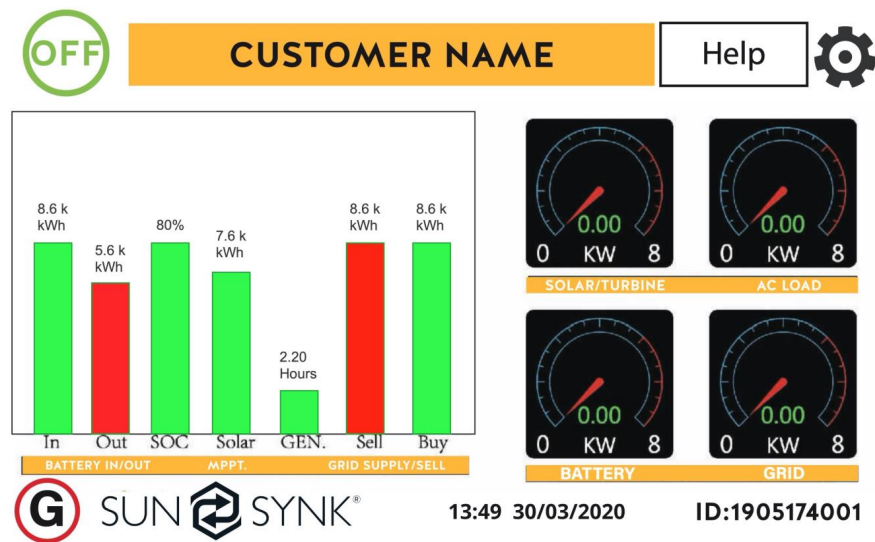 OFF
CUSTOMER NAME
Help
8.6 k
kWh
5.6 k
kWh
80%
7.6 k
kWh
2.20
Hours
8.6 k
kWh
8.6 k
kWh
In Out SOC Solar GEN. Sell Buy
BATTERY IN/OUT MPPT. GRID SUPPLY/SELL
0.00
0 KW 8
SOLAR/TURBINE
0.00
0 KW 8
AC LOAD
0.00
0 KW 8
BATTERY
0.00
0 KW 8
GRID
G SUN SYNK®
13:49 30/03/2020
ID:1905174001